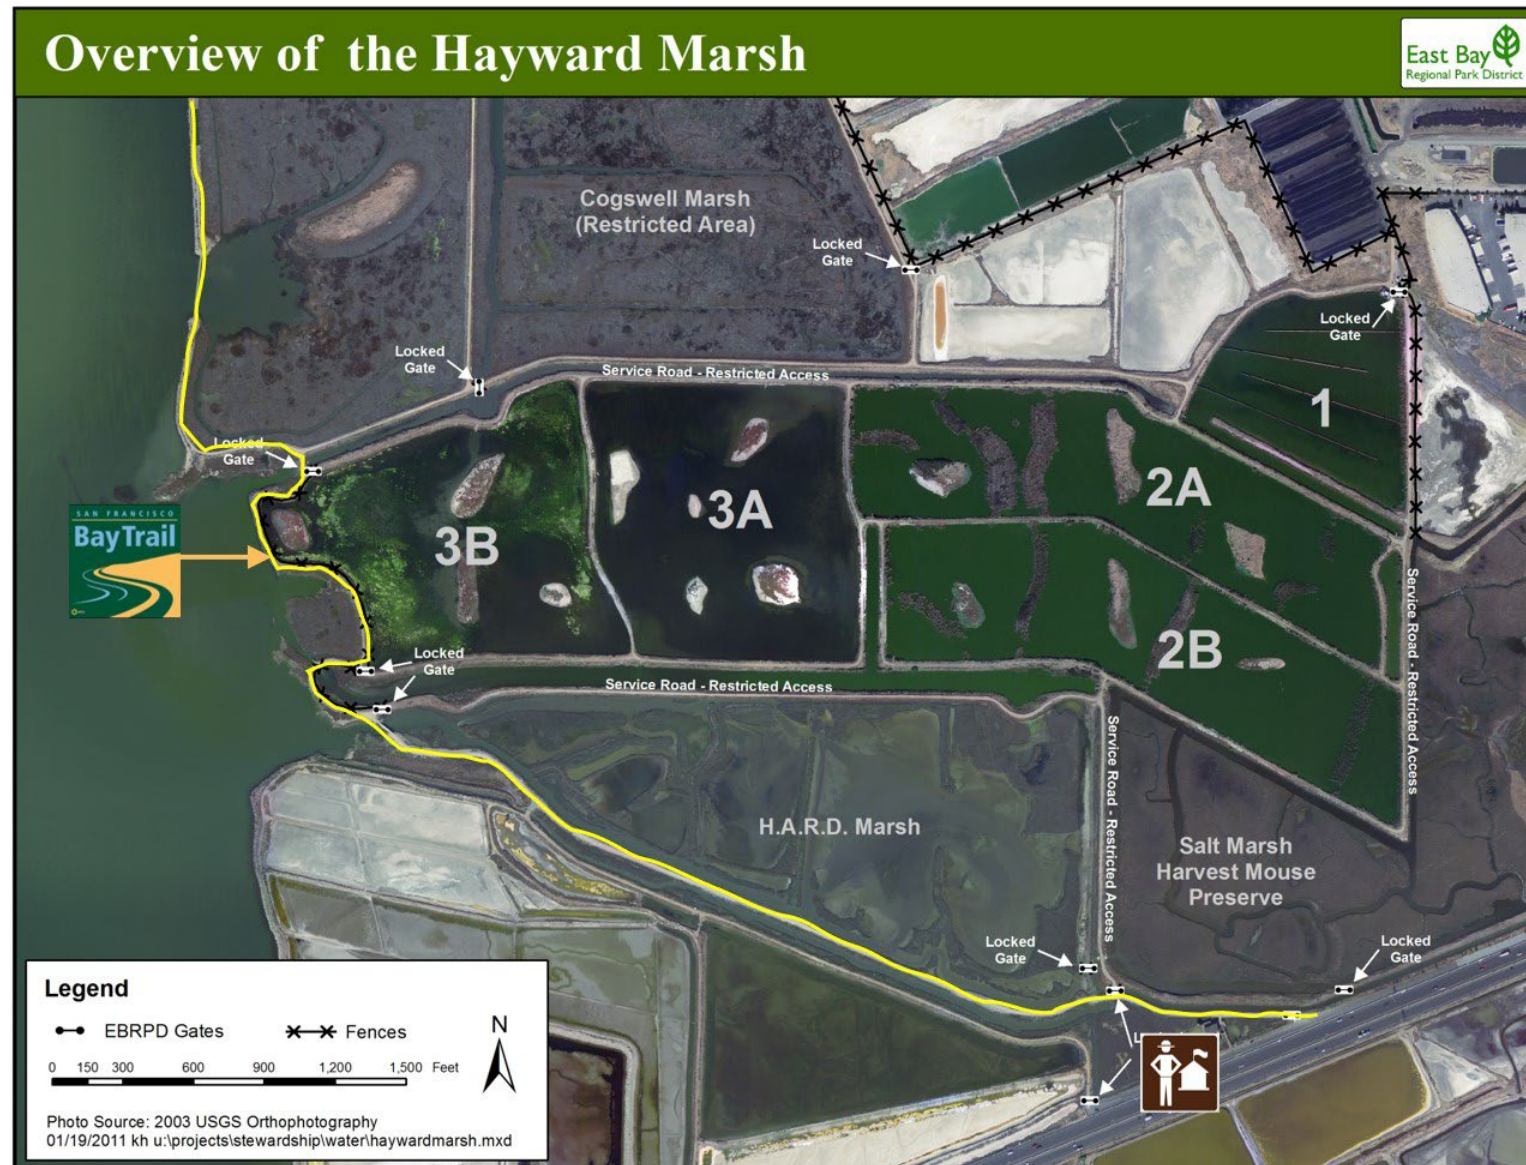 Overview of the Hayward Marsh
East Bay
Regional Park District
Cogswell Marsh
(Restricted Area)
Locked
Gate
Locked
Gate
Locked
Gate
Service Road - Restricted Access
1
Locked
Gate
2A
3A
3B
SAN FRANCISCO
Bay Trail
2B
Service Road - Restricted Access
Locked
Gate
Service Road - Restricted Access
Service Road - Restricted Access
H.A.R.D. Marsh
Salt Marsh
Harvest Mouse
Preserve
Locked
Gate
Locked
Gate
Legend
EBRPD Gates
Fences
N
0 150 300 600 900 1,200 1,500 Feet
Photo Source: 2003 USGS Orthophotography
01/19/2011 kh u:\projects\stewardship\water\haywardmarsh.mxd